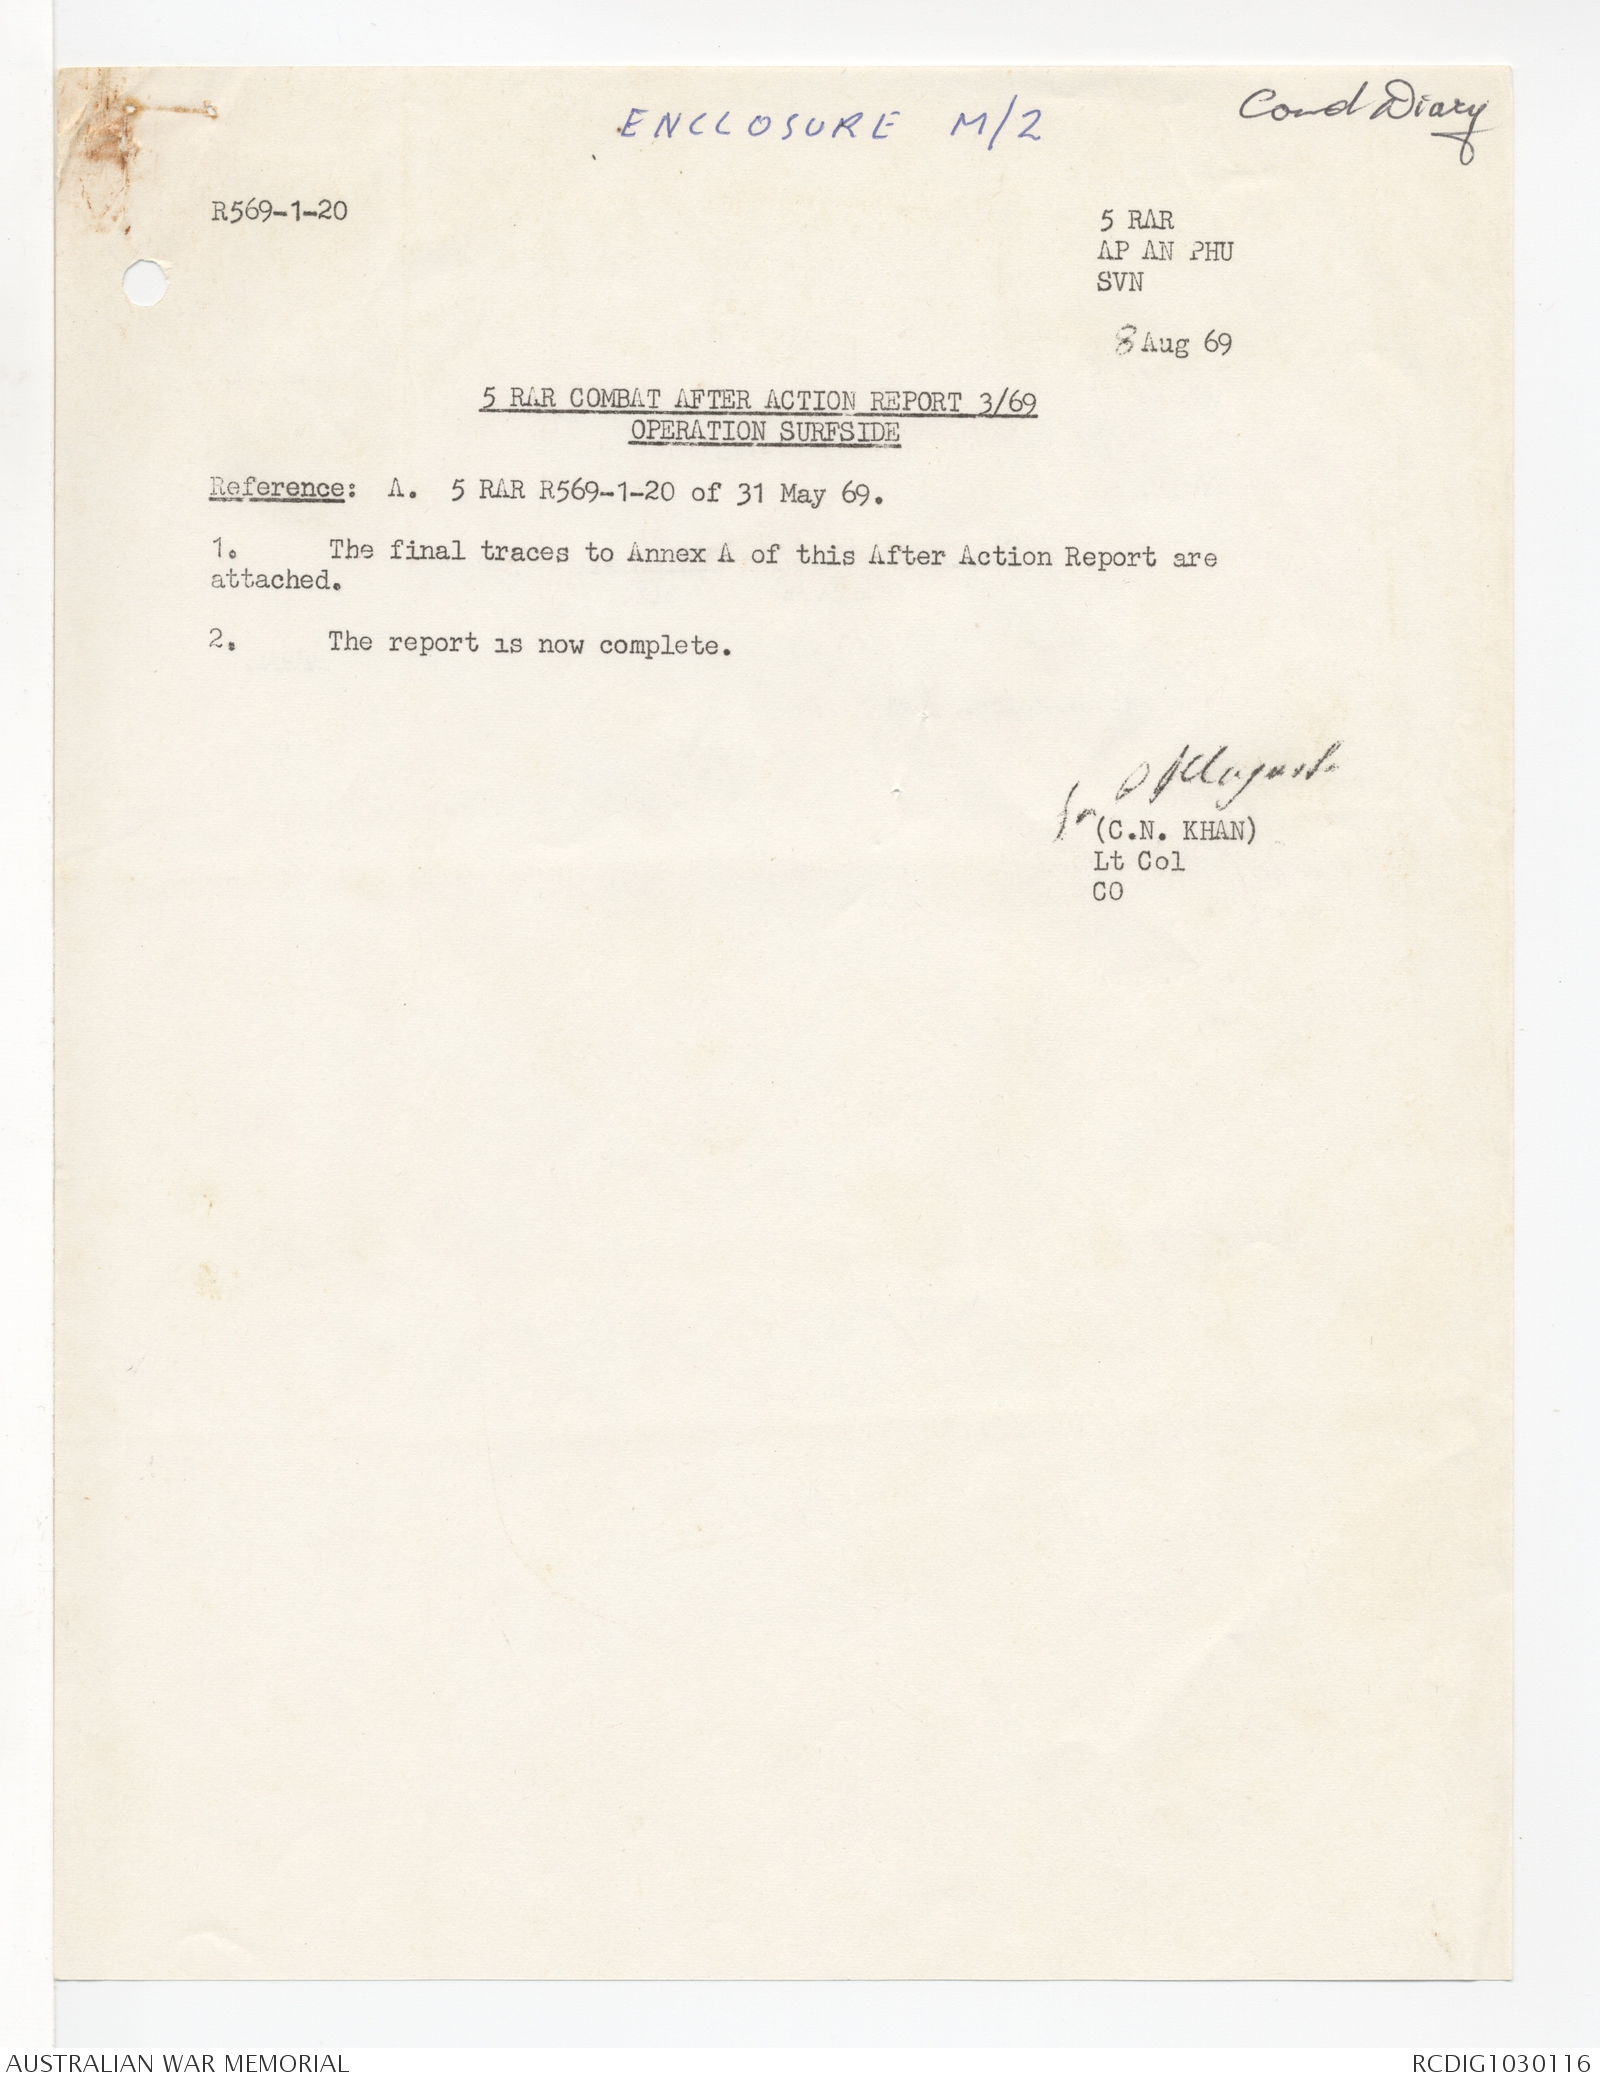 ENCLOSURE M/2
Comd Diary
R569-1-20
5 RAR
AP AN PHU
SVN
8 Aug 69
5 RAR COMBAT AFTER ACTION REPORT 3/69
OPERATION SURFSIDE
Reference: A. 5 RAR R569-1-20 of 31 May 69.
1. The final traces to Annex A of this After Action Report are
attached.
2. The report is now complete.
for
(C.N. KHAN)
Lt Col
CO
AUSTRALIAN WAR MEMORIAL
RCDIG1030116